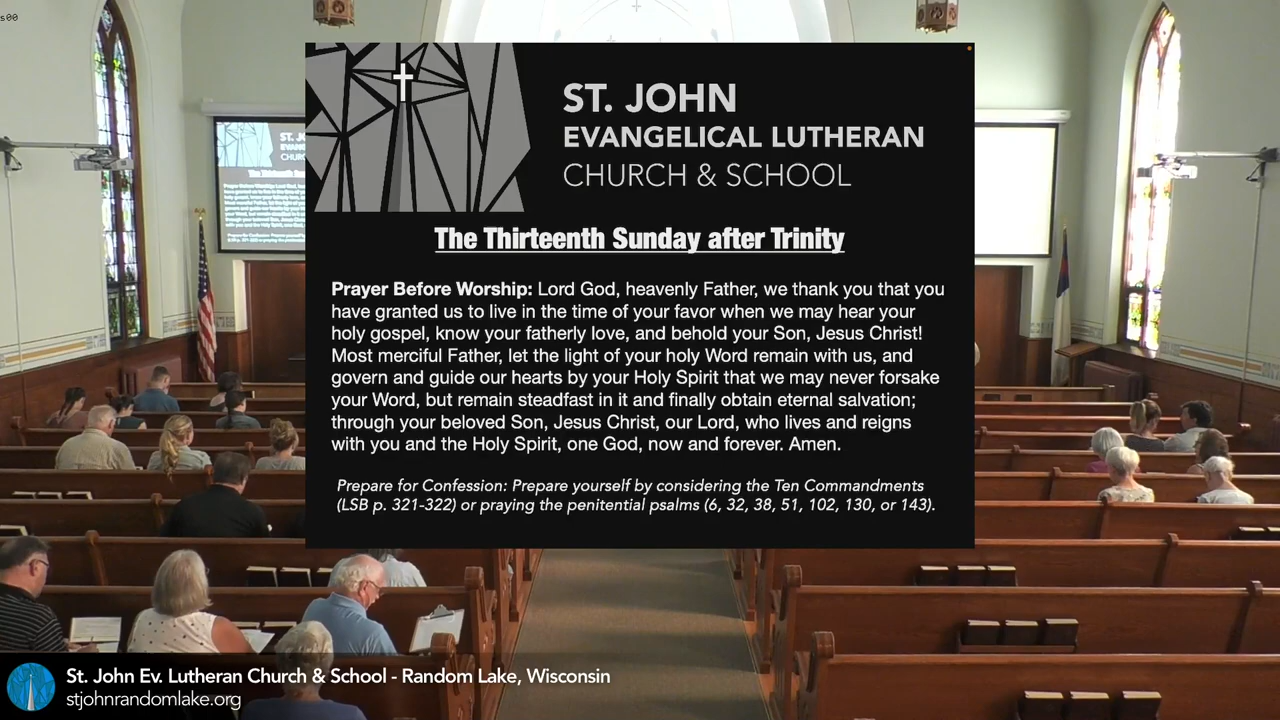 s00
ST. JOHN
EVANGELICAL LUTHERAN
CHURCH & SCHOOL
The Thirteenth Sunday after Trinity
Prayer Before Worship: Lord God, heavenly Father, we thank you that you
have granted us to live in the time of your favor when we may hear your
holy gospel, know your fatherly love, and behold your Son, Jesus Christ!
Most merciful Father, let the light of your holy Word remain with us, and
govern and guide our hearts by your Holy Spirit that we may never forsake
your Word, but remain steadfast in it and finally obtain eternal salvation;
through your beloved Son, Jesus Christ, our Lord, who lives and reigns
with you and the Holy Spirit, one God, now and forever. Amen.
Prepare for Confession: Prepare yourself by considering the Ten Commandments
(LSB p. 321-322) or praying the penitential psalms (6, 32, 38, 51, 102, 130, or 143).
St. John Ev. Lutheran Church & School - Random Lake, Wisconsin
stjohnrandomlake.org